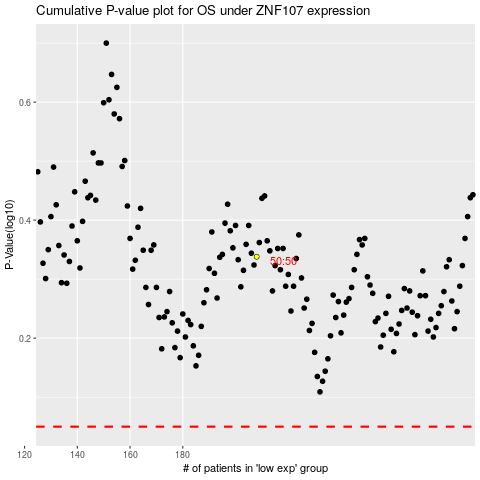 Cumulative P-value plot for OS under ZNF107 expression
P-Value(log10)
0.6
0.4
0.2
50:50
120
140
160
180
# of patients in 'low exp' group